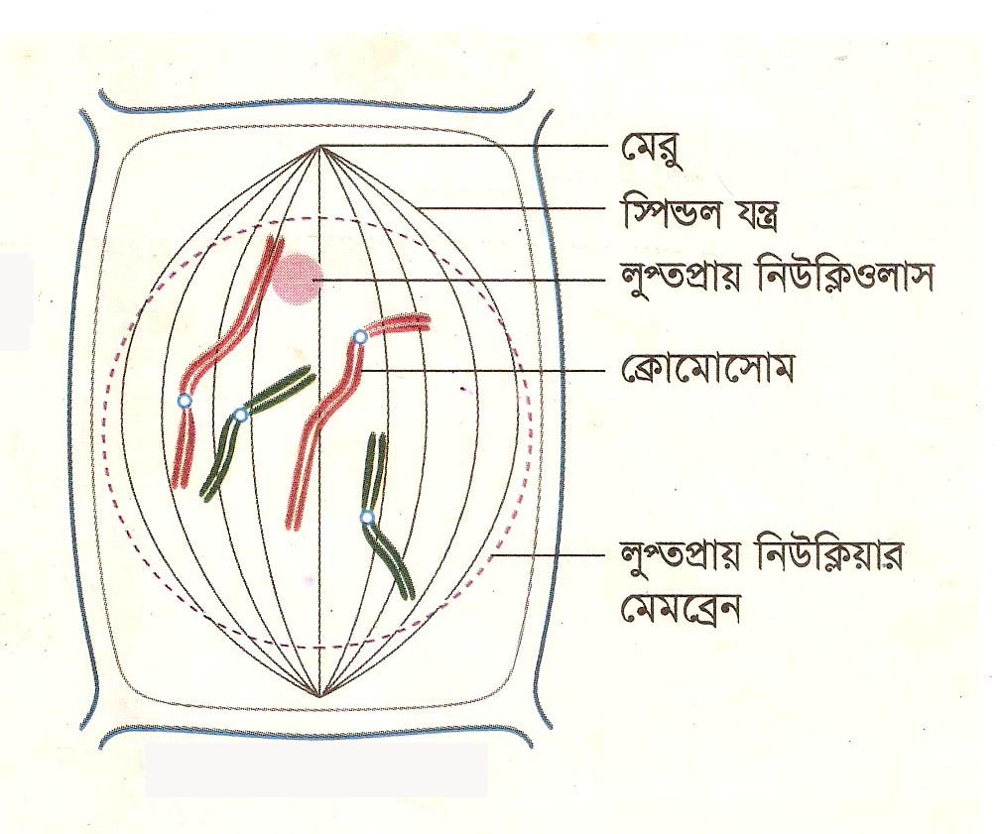 মেরু
স্পিন্ডল যন্ত্র
লুপ্তপ্রায় নিউক্লিওলাস
ক্রোমোসোম
লুপ্তপ্রায় নিউক্লিয়ার
মেমব্রেন